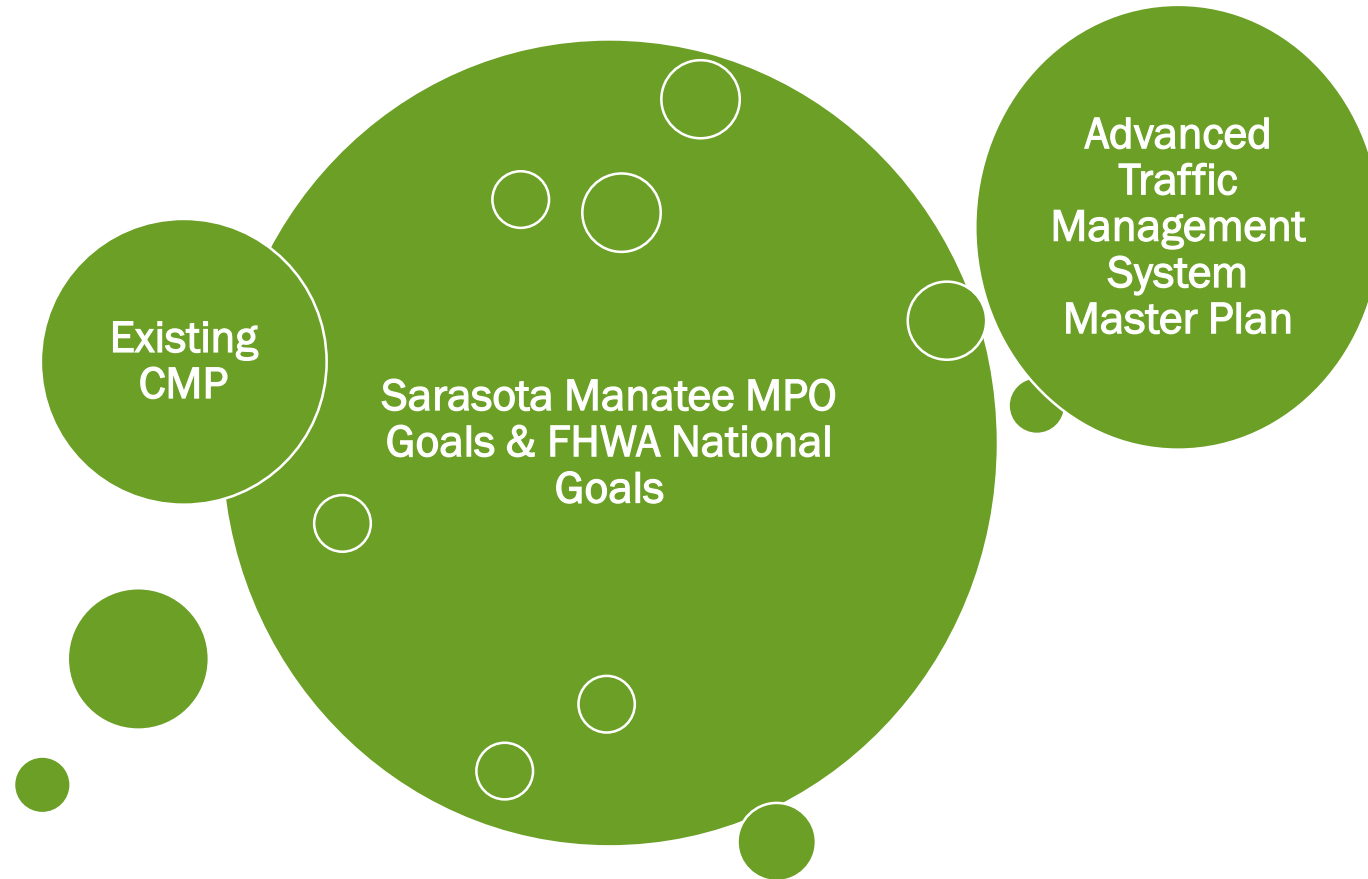 Existing
CMP
Sarasota Manatee MPO
Goals & FHWA National
Goals
Advanced
Traffic
Management
System
Master Plan